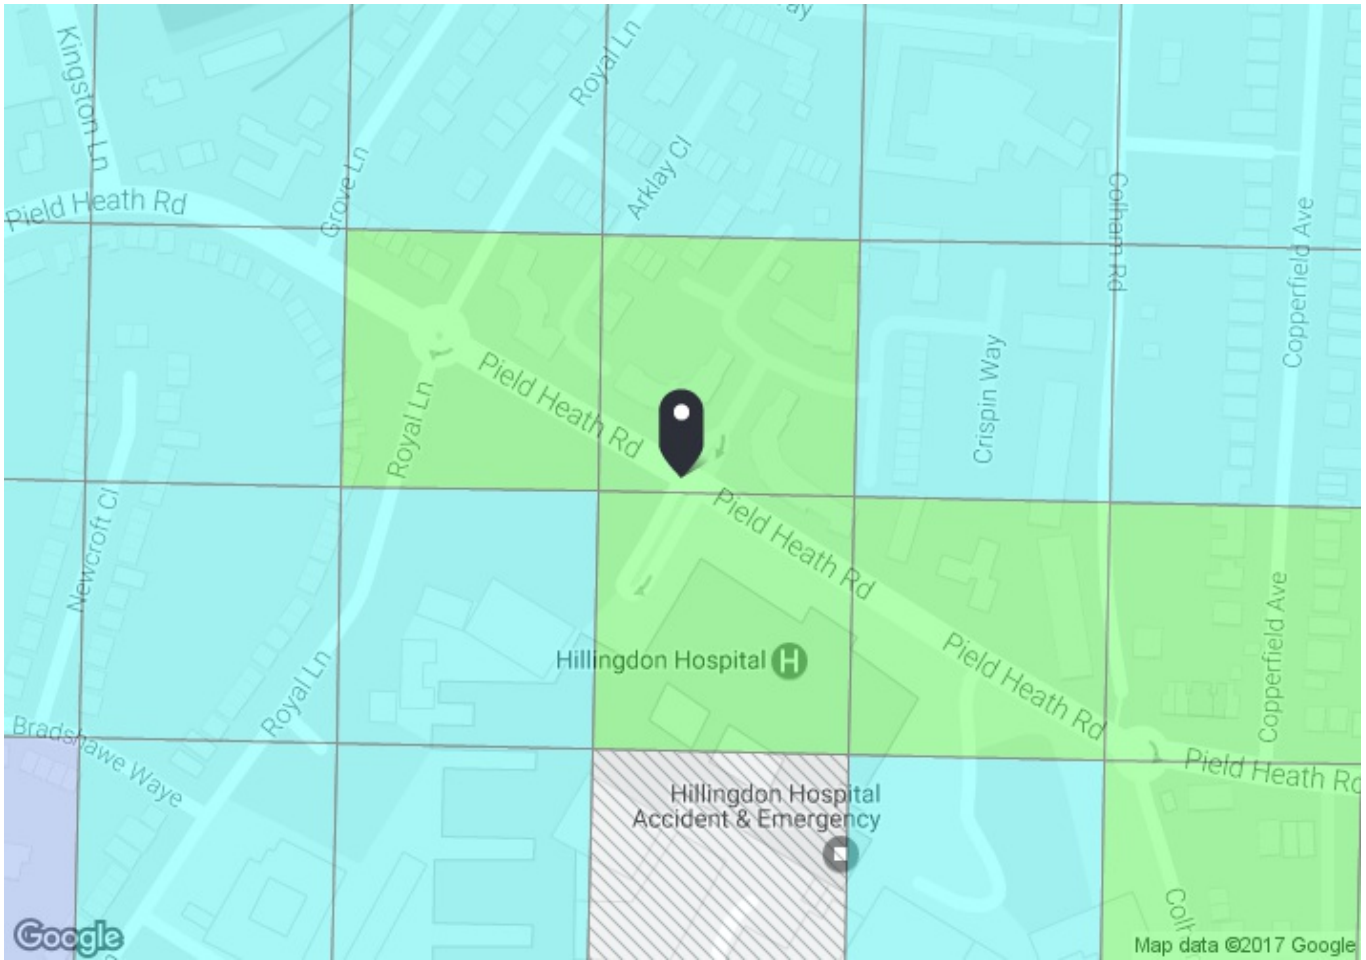 Kingston Ln
Royal Ln
Pield Heath Rd
Grove Ln
Arklay Cl
Colham Rd
Copperfield Ave
Pield Heath Rd
Royal Ln
Crispin Way
Newcroft Cl
Pield Heath Rd
Hillingdon Hospital H
Copperfield Ave
Pield Heath Rd
Royal Ln
Bradshawe Waye
Pield Heath Rd
Hillingdon Hospital
Accident & Emergency
Colh
Google
Map data ©2017 Google